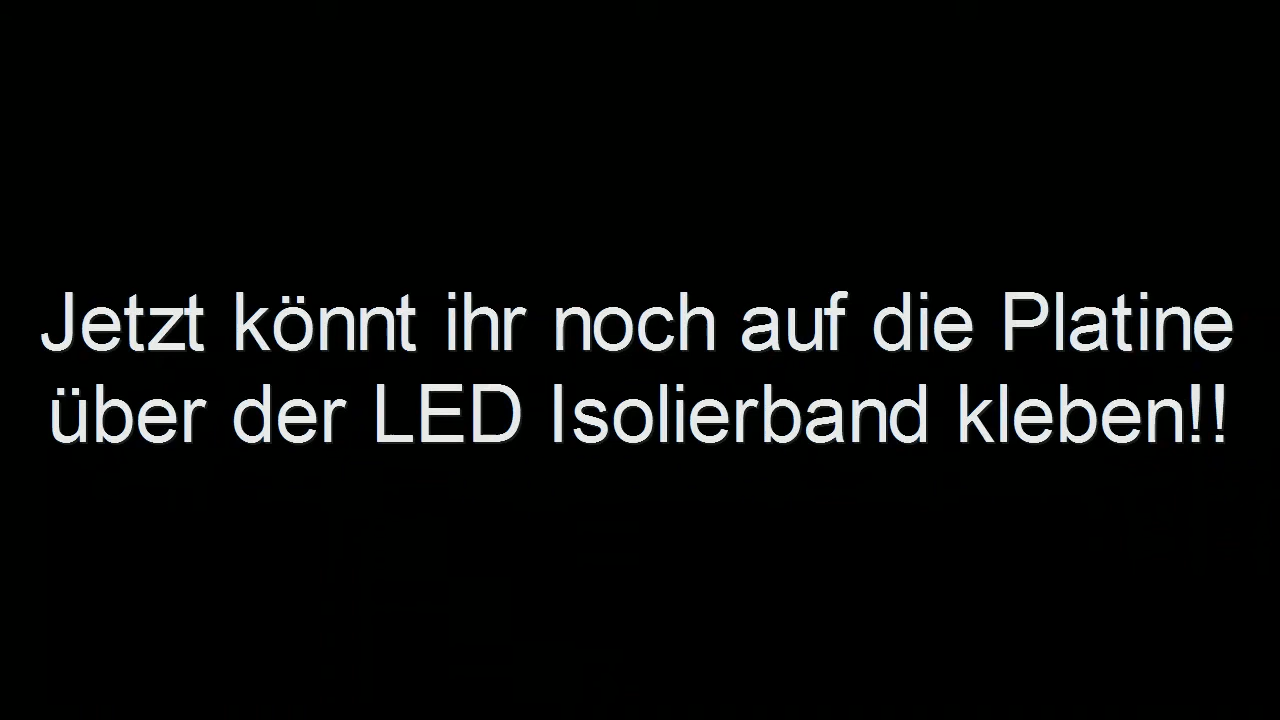 Jetzt könnt ihr noch auf die Platine
über der LED Isolierband kleben!!